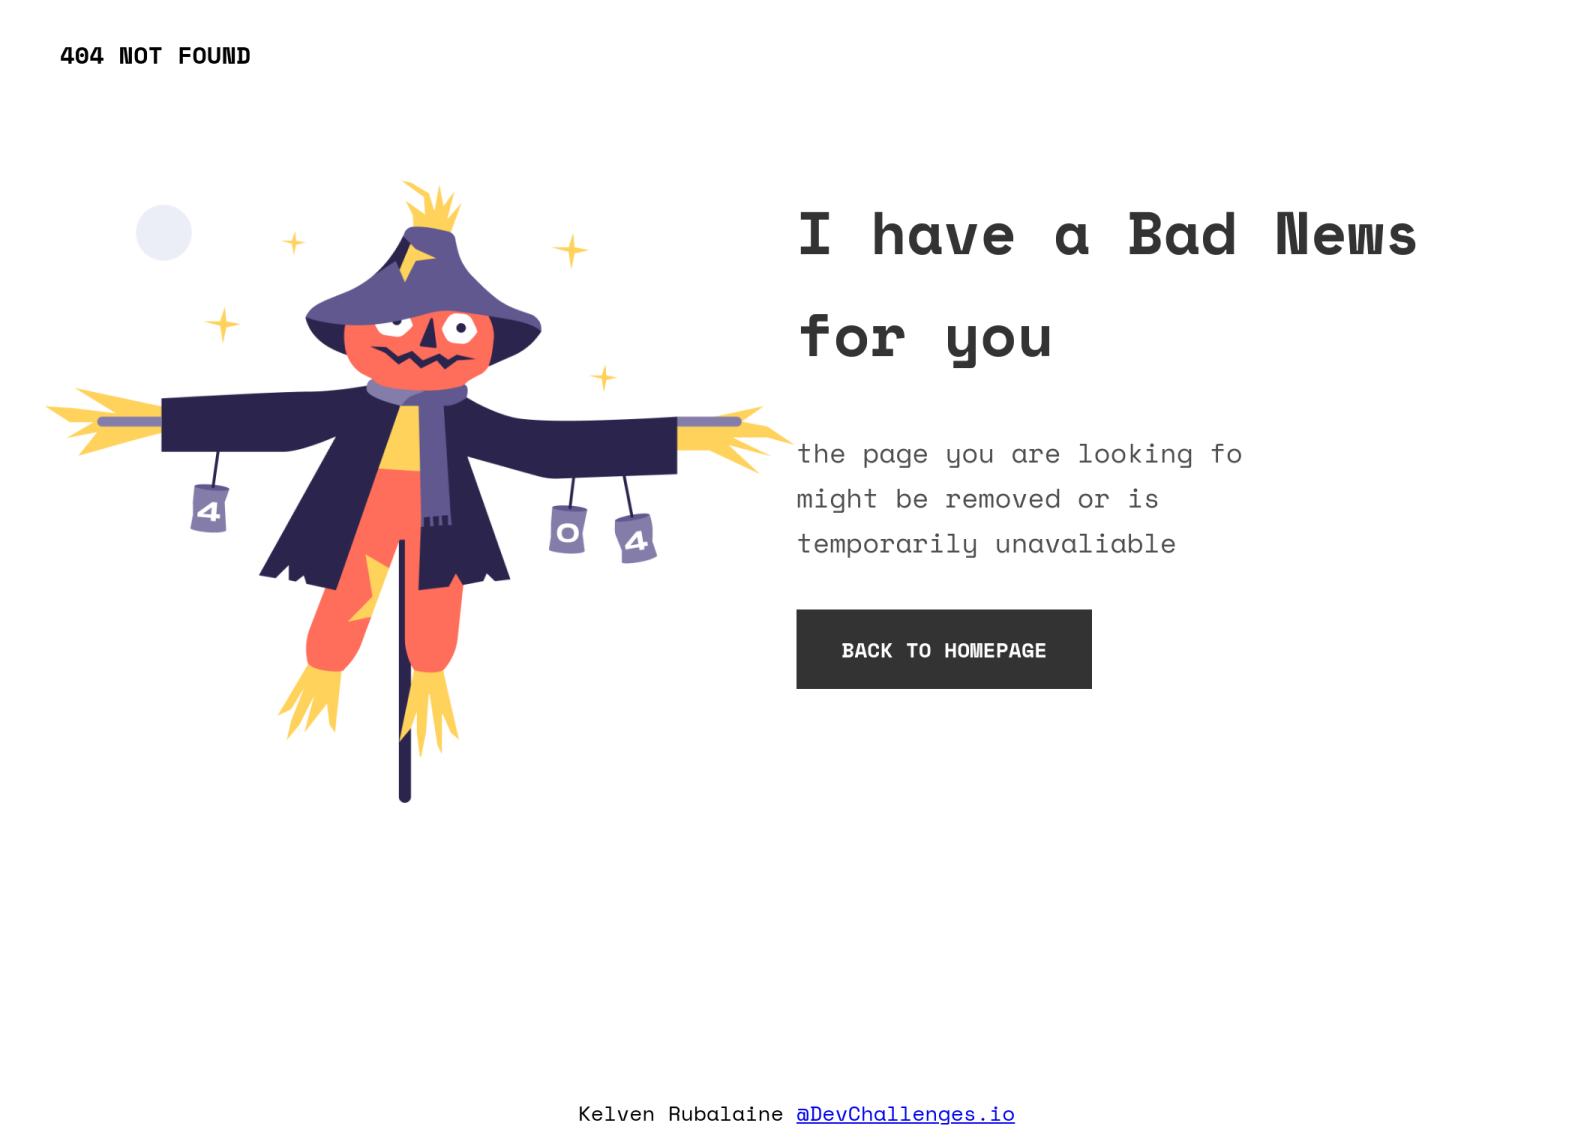 404 NOT FOUND
I have a Bad News
for you
the page you are looking fo
might be removed or is
temporarily unavaliable
4
0
4
BACK TO HOMEPAGE
Kelven Rubalaine @DevChallenges.io